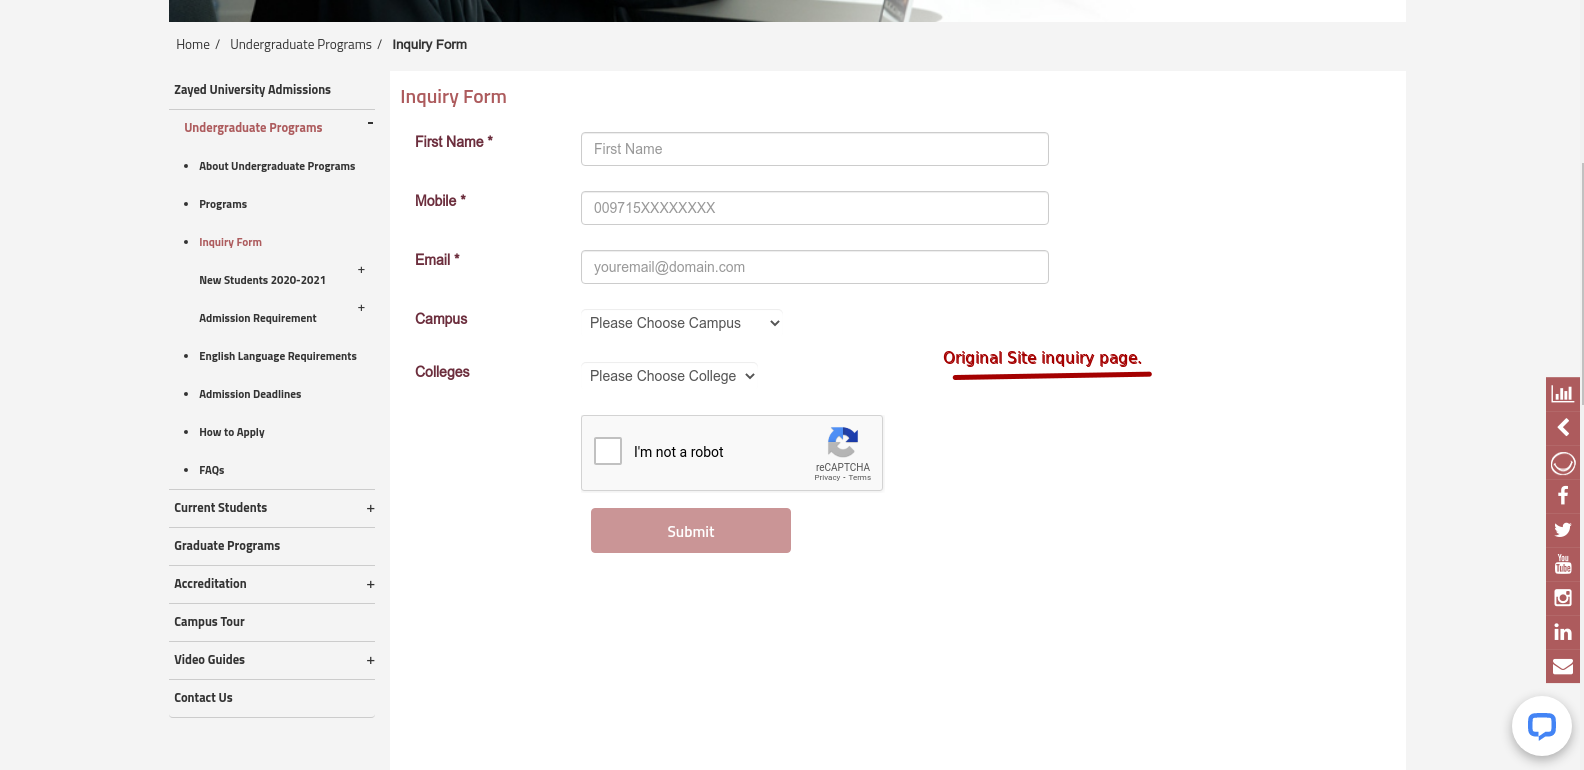 Home / Undergraduate Programs / Inquiry Form
Zayed University Admissions
Undergraduate Programs -
About Undergraduate Programs
Programs
Inquiry Form
New Students 2020-2021 +
Admission Requirement +
English Language Requirements
Admission Deadlines
How to Apply
FAQs
Current Students +
Graduate Programs
Accreditation +
Campus Tour
Video Guides +
Contact Us
Inquiry Form
First Name * First Name
Mobile * 009715XXXXXXXX
Email * youremail@domain.com
Campus Please Choose Campus
Colleges Please Choose College
I'm not a robot
reCAPTCHA
Privacy - Terms
Submit
Original Site inquiry page.
You
Tube